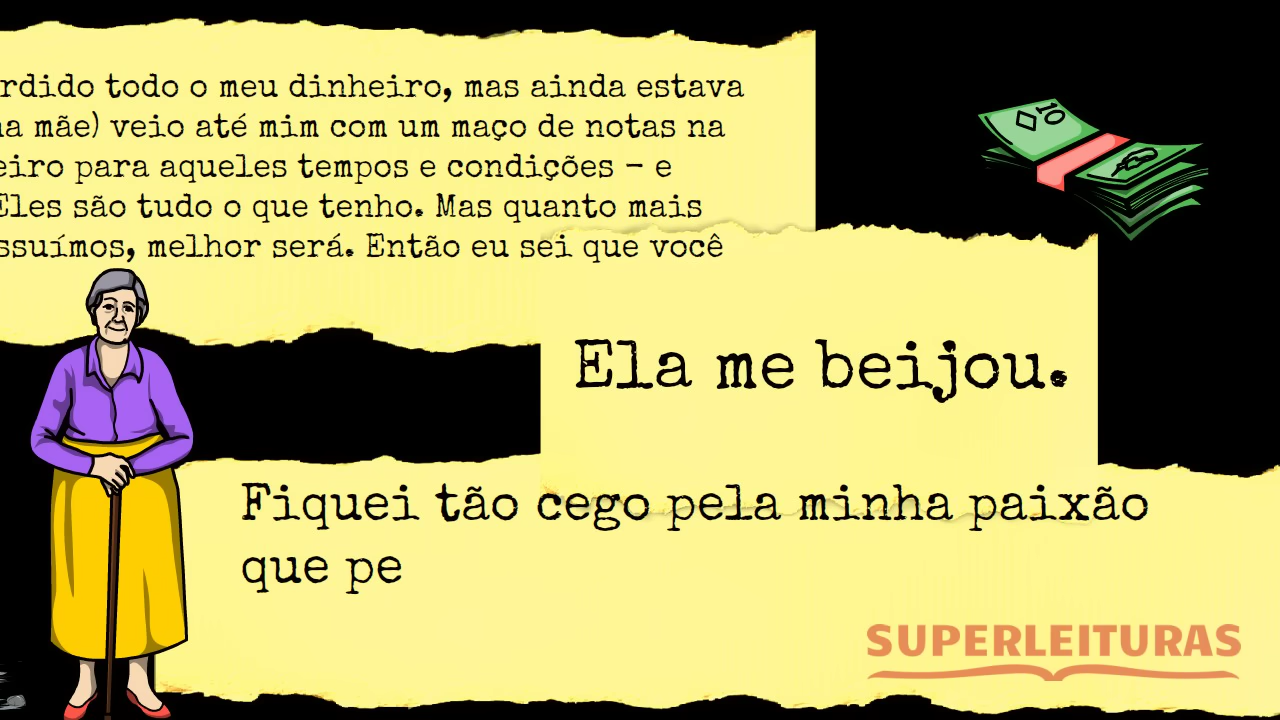 rdido todo o meu dinheiro, mas ainda estava
a mãe) veio até mim com um maço de notas na
eiro para aqueles tempos e condições – e
Eles são tudo o que tenho. Mas quanto mais
ssuímos, melhor será. Então eu sei que você
Ela me beijou.
Fiquei tão cego pela minha paixão
que pe
SUPERLEITURAS
10